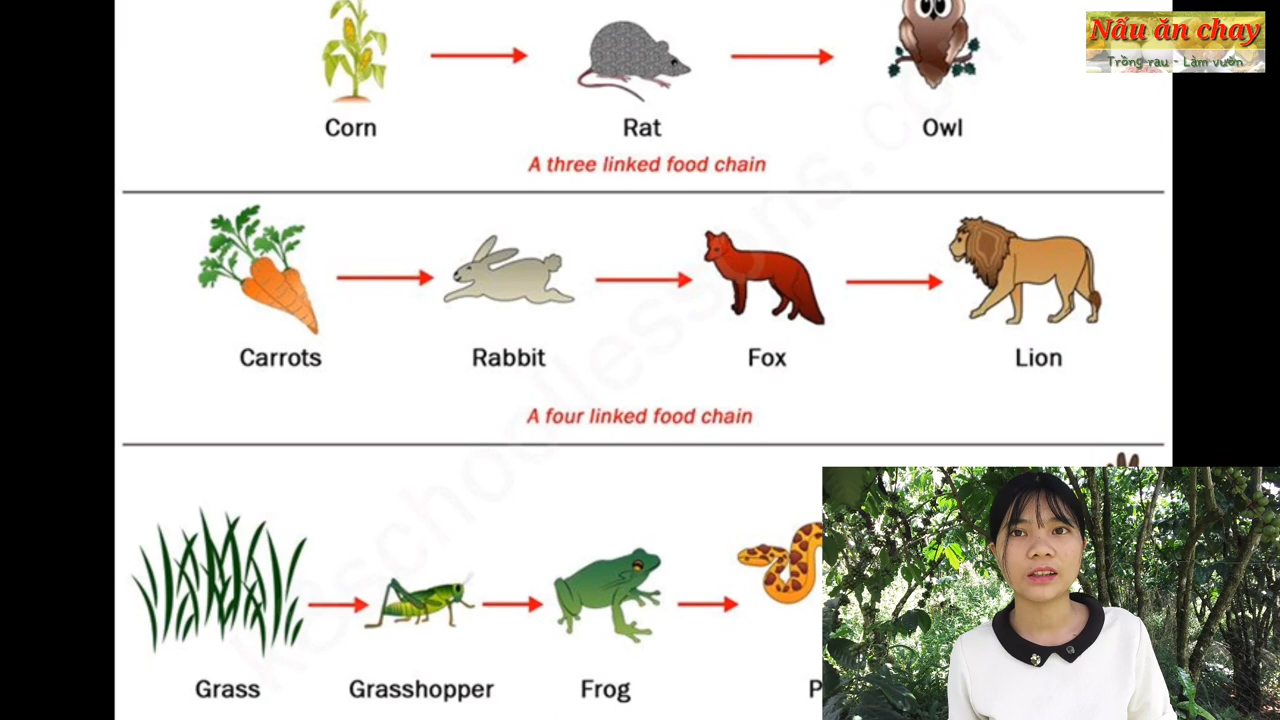 Nấu ăn chay
Trồng rau - Làm vườn
Corn
Rat
Owl
A three linked food chain
Carrots
Rabbit
Fox
Lion
A four linked food chain
Grass
Grasshopper
Frog